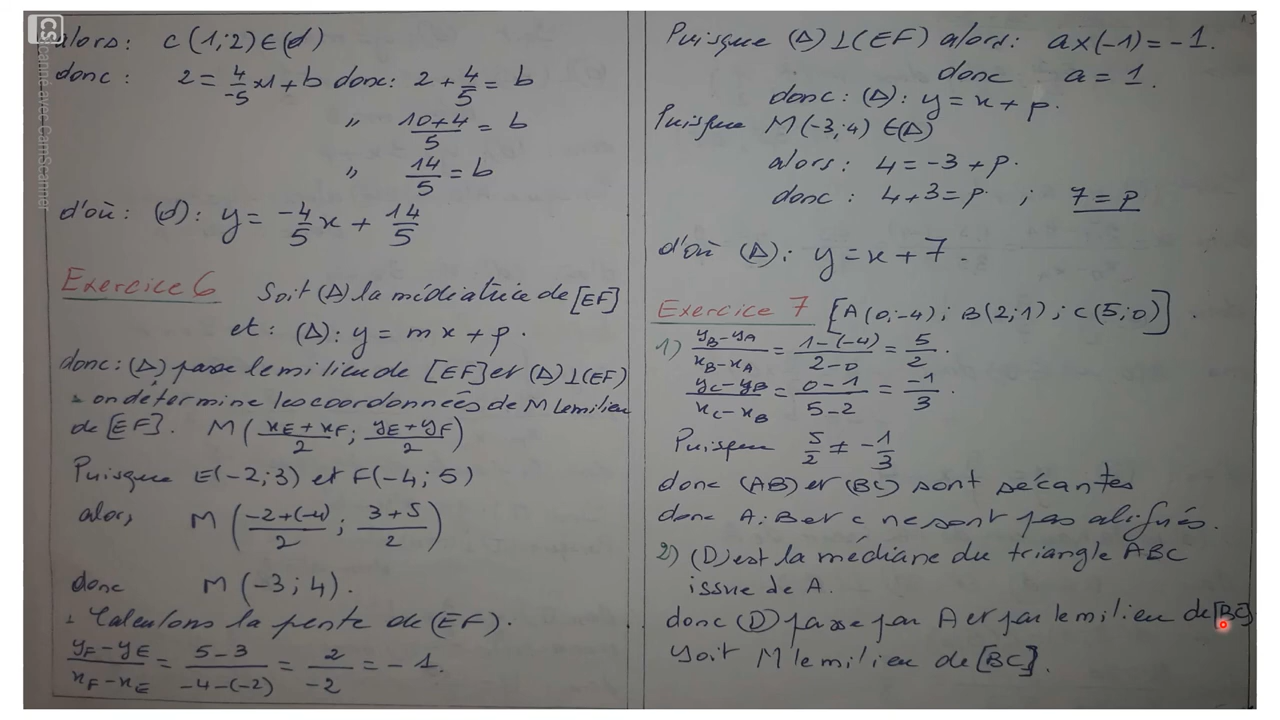 CS
Scanné avec CamScanner
alors: C(1;2)∈(d)
donc: 2 = 4/-5 x1 + b donc: 2 + 4/5 = b
" 10+4/5 = b
" 14/5 = b
d'où: (d): y = -4/5 x + 14/5
Exercice 6 Soit (Δ) la médiatrice de [EF]
et: (Δ): y = mx + p.
donc: (Δ) passe le milieu de [EF] et (Δ)⊥(EF)
on détermine les coordonnées de M le milieu
de [EF]. M(xE+xF/2 ; yE+yF/2)
Puisque E(-2;3) et F(-4;5)
alors M(-2+(-4)/2 ; 3+5/2)
donc M(-3;4).
Calculons la pente de (EF).
yF-yE/xF-xE = 5-3/-4-(-2) = 2/-2 = -1.
Puisque (Δ)⊥(EF) alors: a×(-1) = -1.
donc a = 1.
donc: (Δ): y = x + p.
Puisque M(-3;4)∈(Δ)
alors: 4 = -3 + p.
donc: 4+3 = p ; 7 = p
d'où (Δ): y = x + 7.
Exercice 7 [A(0;-4); B(2;1); C(5;0)].
1) yB-yA/xB-xA = 1-(-4)/2-0 = 5/2.
yC-yB/xC-xB = 0-1/5-2 = -1/3.
Puisque 5/2 ≠ -1/3
donc (AB) et (BC) sont sécantes
donc A; B et C ne sont pas alignés.
2) (D) est la médiane du triangle ABC
issue de A.
donc (D) passe par A et par le milieu de [BC]
Soit M le milieu de [BC].